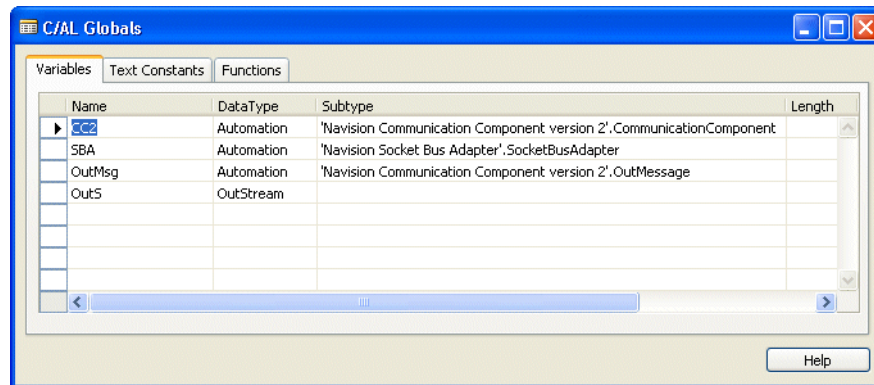 C/AL Globals
Variables Text Constants Functions
Name DataType Subtype Length
CC2 Automation 'Navision Communication Component version 2'.CommunicationComponent
SBA Automation 'Navision Socket Bus Adapter'.SocketBusAdapter
OutMsg Automation 'Navision Communication Component version 2'.OutMessage
OutS OutStream
Help